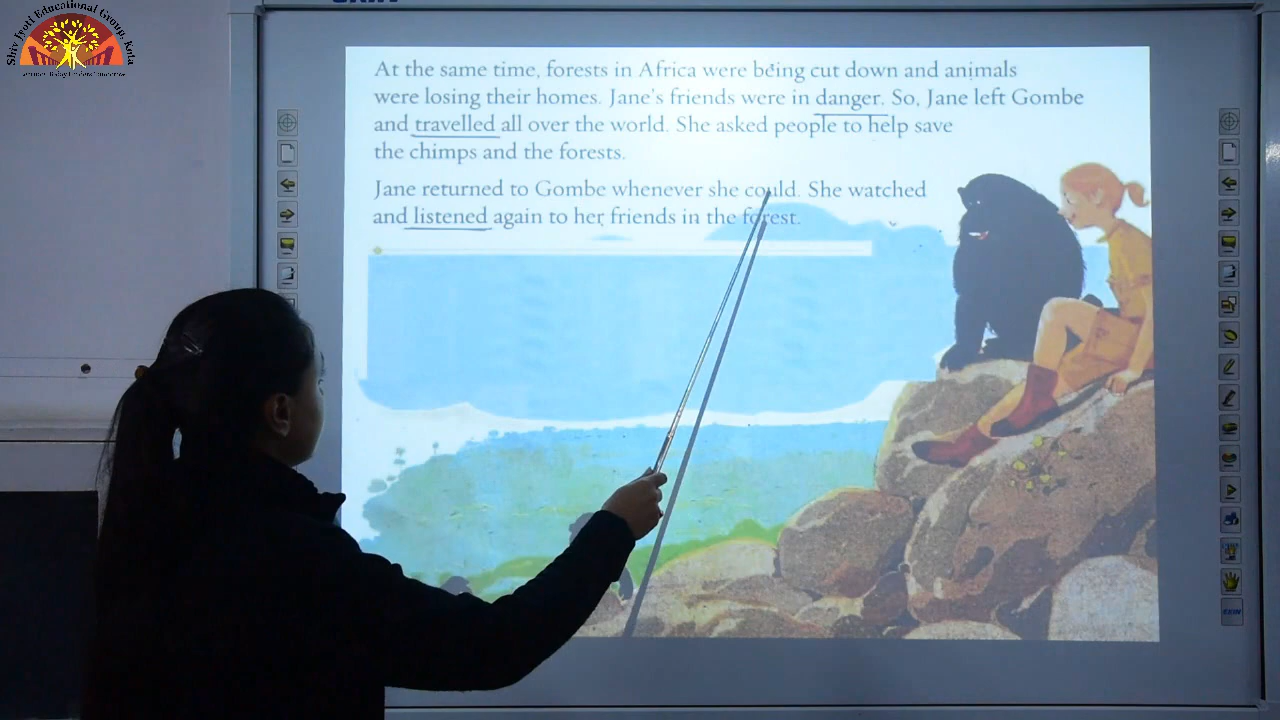 Shiv Jyoti Educational Group, Kota
At the same time, forests in Africa were being cut down and animals
were losing their homes. Jane's friends were in danger. So, Jane left Gombe
and travelled all over the world. She asked people to help save
the chimps and the forests.
Jane returned to Gombe whenever she could. She watched
and listened again to her friends in the forest.